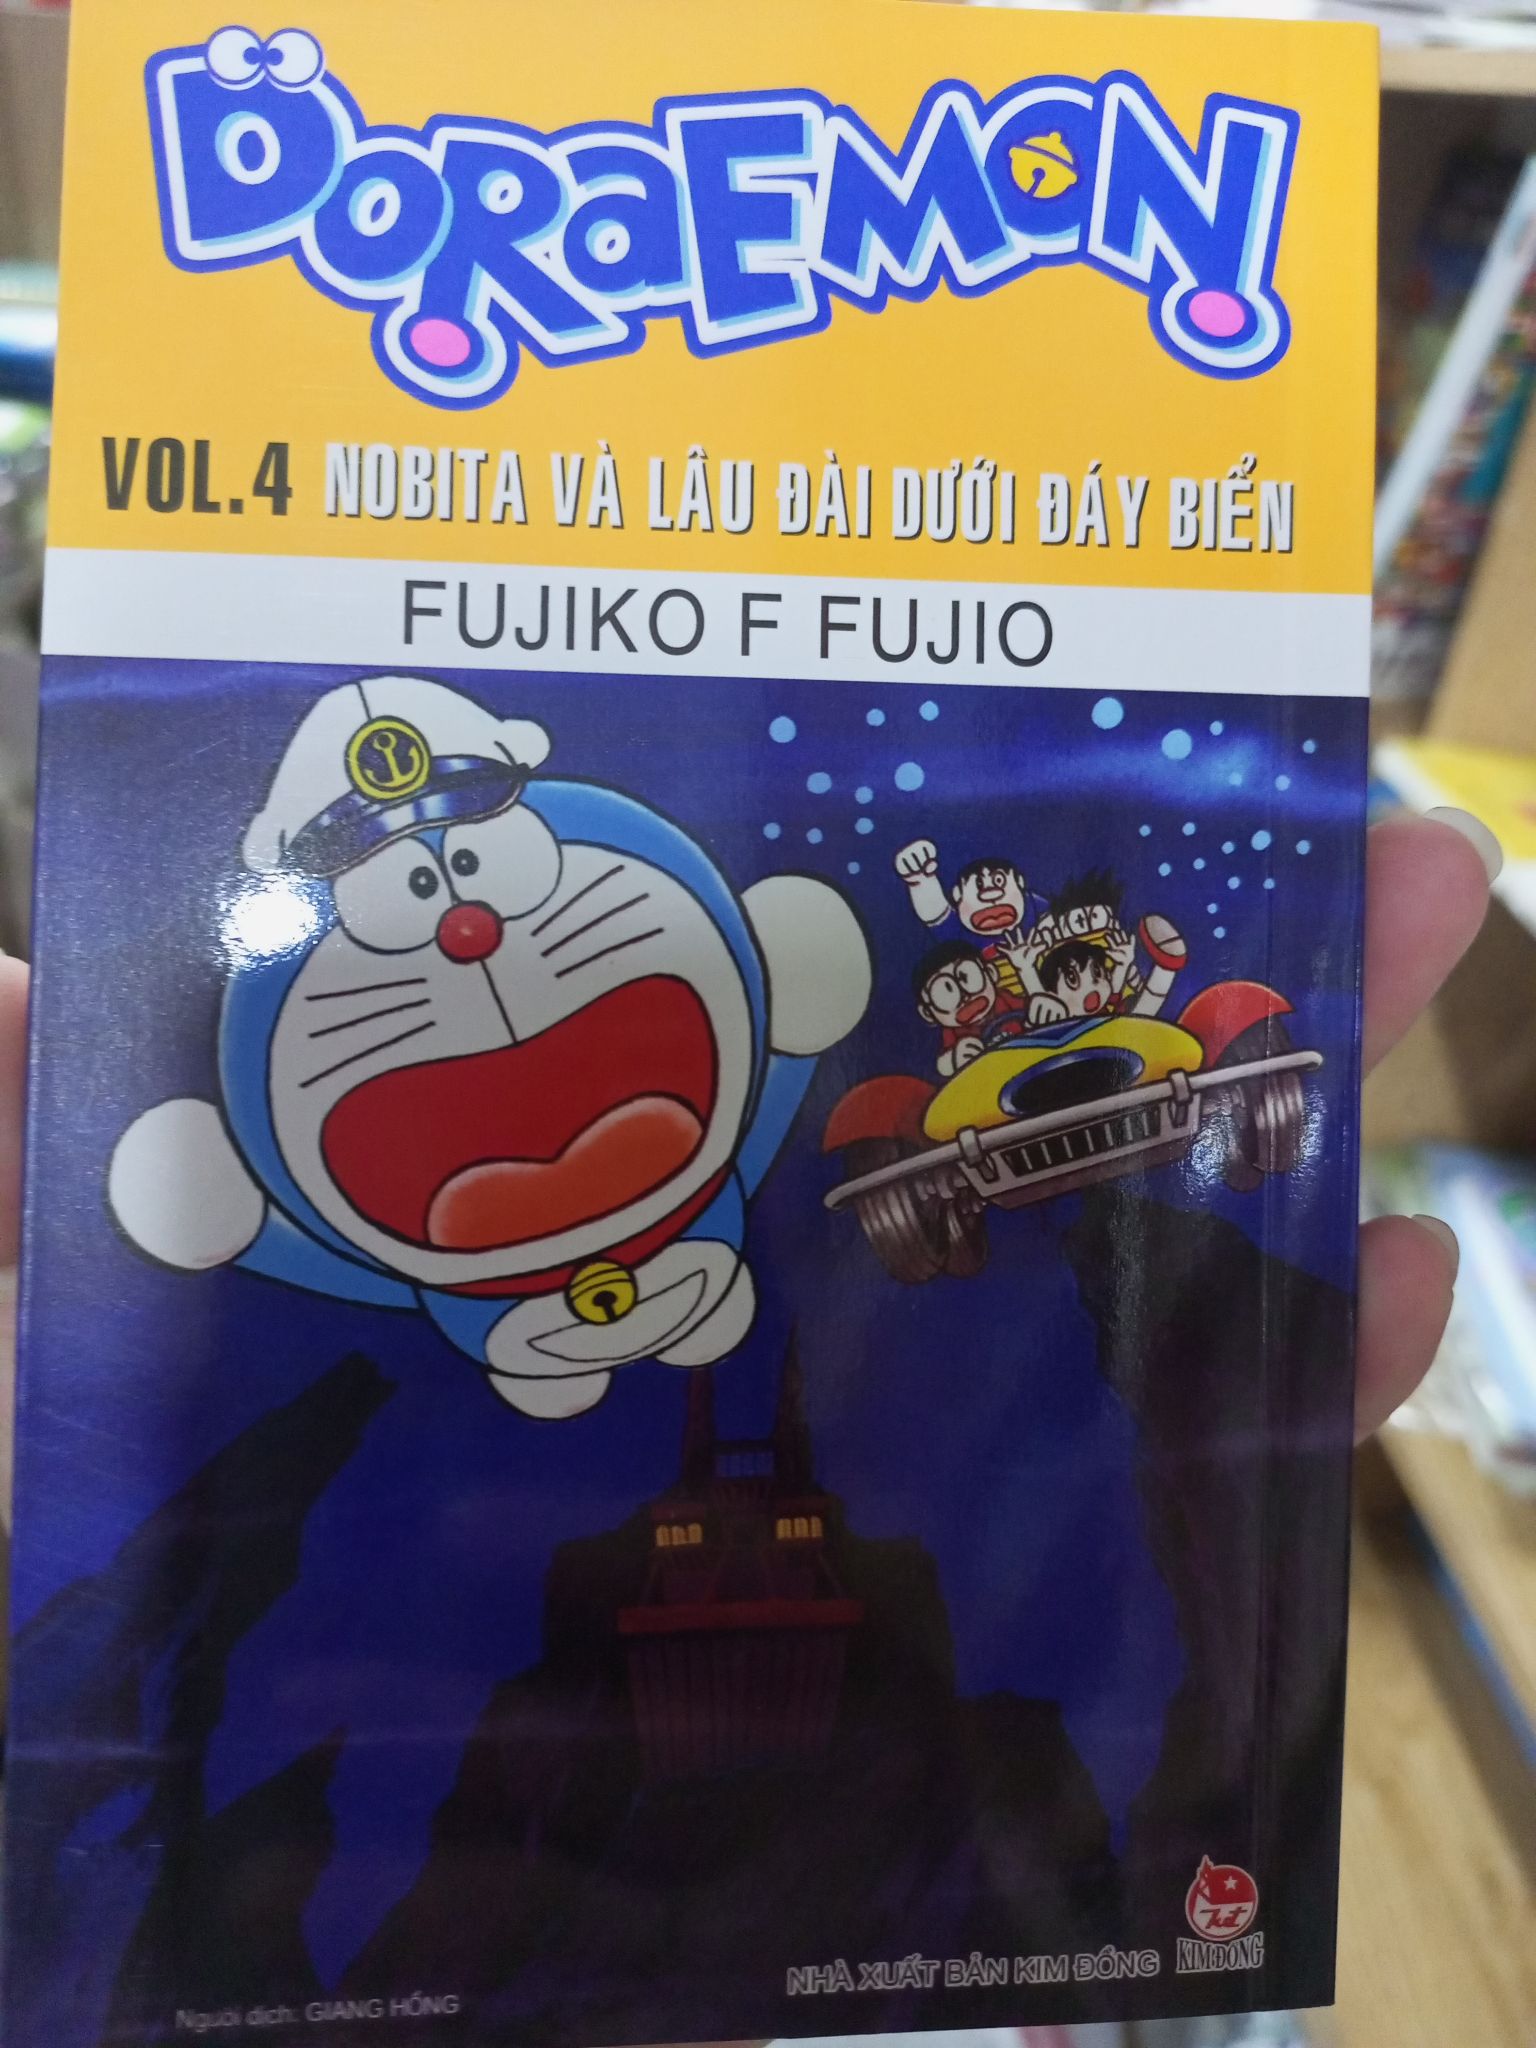 DORAEMON
VOL.4 NOBITA VÀ LÂU ĐÀI DƯỚI ĐÁY BIỂN
FUJIKO F FUJIO
Kđ
KIM ĐỒNG
NHÀ XUẤT BẢN KIM ĐỒNG
Người dịch: GIANG HỒNG